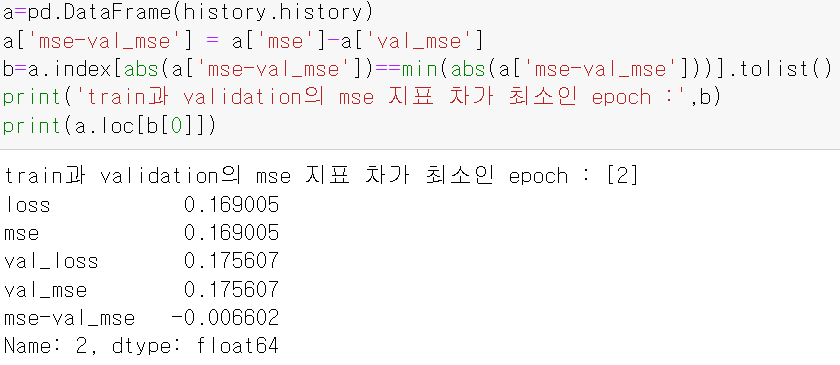 a=pd.DataFrame(history.history)
a['mse-val_mse'] = a['mse']-a['val_mse']
b=a.index[abs(a['mse-val_mse'])==min(abs(a['mse-val_mse']))].tolist()
print('train과 validation의 mse 지표 차가 최소인 epoch :',b)
print(a.loc[b[0]])
train과 validation의 mse 지표 차가 최소인 epoch : [2]
loss 0.169005
mse 0.169005
val_loss 0.175607
val_mse 0.175607
mse-val_mse -0.006602
Name: 2, dtype: float64